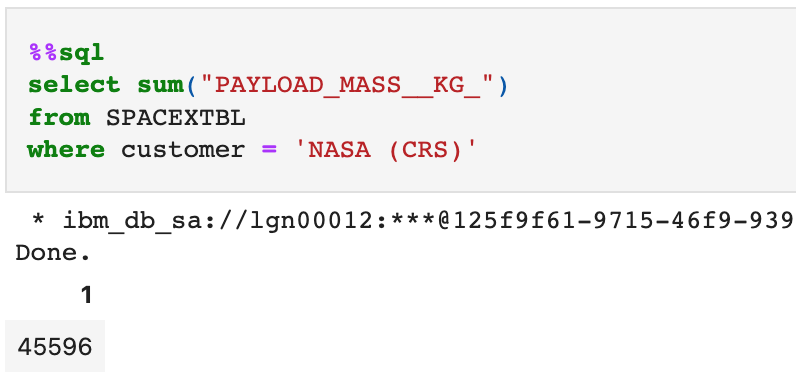 %%sql
select sum("PAYLOAD_MASS__KG_")
from SPACEXTBL
where customer = 'NASA (CRS)'
* ibm_db_sa://lgn00012:***@125f9f61-9715-46f9-939
Done.
1
45596